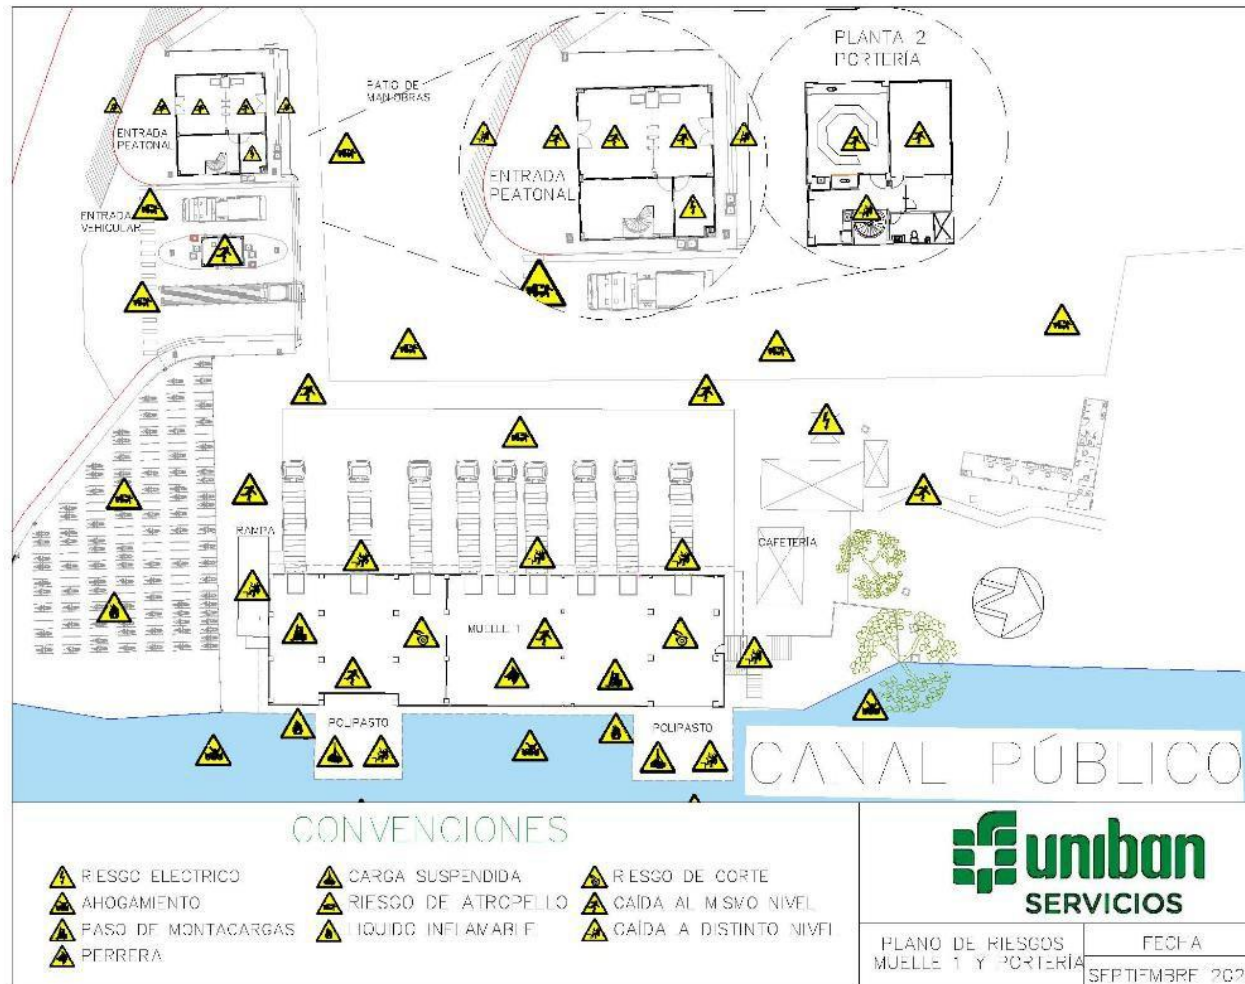 PLANTA 2
PORTERÍA
PATIO DE
MANIOBRAS
ENTRADA
PEATONAL
ENTRADA
PEATONAL
ENTRADA
VEHICULAR
RAMPA
CAFETERÍA
MUELLE 1
POLIPASTO
POLIPASTO
CANAL PÚBLICO
CONVENCIONES
RIESGO ELECTRICO
AHOGAMIENTO
PASO DE MONTACARGAS
PERRERA
CARGA SUSPENDIDA
RIESGO DE ATROPELLO
LIQUIDO INFLAMABLE
RIESGO DE CORTE
CAÍDA AL MISMO NIVEL
CAÍDA A DISTINTO NIVEL
uniban
SERVICIOS
PLANO DE RIESGOS
MUELLE 1 Y PORTERÍA
FECHA
SEPTIEMBRE 202